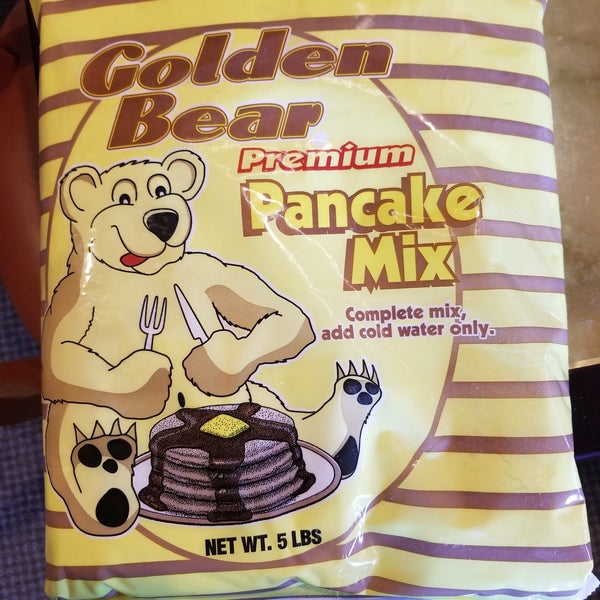 Golden
Bear
Premium
Pancake
Mix
Complete mix,
add cold water only.
NET WT. 5 LBS